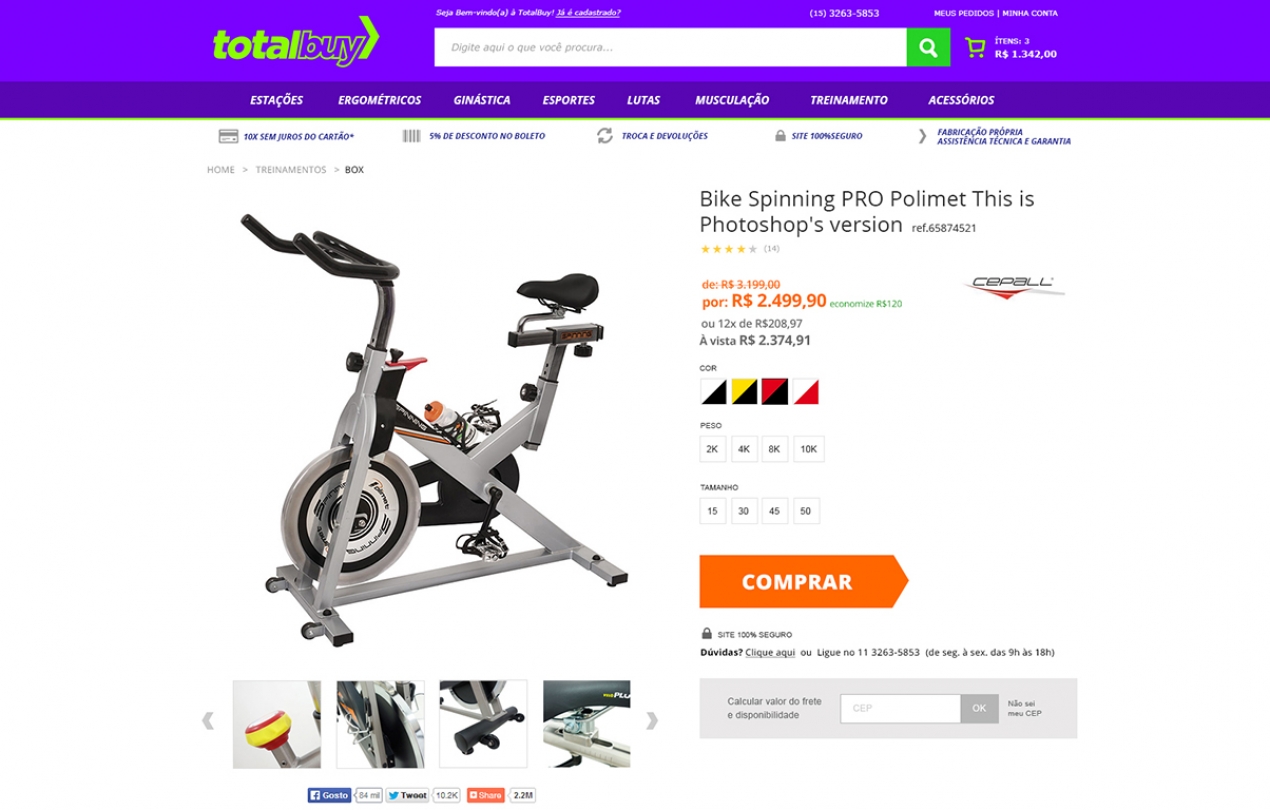 Seja Bem-vindo(a) à TotalBuy! Já é cadastrado?
(15) 3263-5853
MEUS PEDIDOS | MINHA CONTA
totalbuy
Digite aqui o que você procura...
ÍTENS: 3
R$ 1.342,00
ESTAÇÕES ERGOMÉTRICOS GINÁSTICA ESPORTES LUTAS MUSCULAÇÃO TREINAMENTO ACESSÓRIOS
10X SEM JUROS DO CARTÃO*
5% DE DESCONTO NO BOLETO
TROCA E DEVOLUÇÕES
SITE 100%SEGURO
FABRICAÇÃO PRÓPRIA
ASSISTÊNCIA TÉCNICA E GARANTIA
HOME > TREINAMENTOS > BOX
Bike Spinning PRO Polimet This is
Photoshop's version ref.65874521
(14)
de: R$ 3.199,00
por: R$ 2.499,90 economize R$120
ou 12x de R$208,97
À vista R$ 2.374,91
CEPALL
COR
PESO
2K 4K 8K 10K
TAMANHO
15 30 45 50
COMPRAR
SITE 100% SEGURO
Dúvidas? Clique aqui ou Ligue no 11 3263-5853 (de seg. à sex. das 9h às 18h)
Calcular valor do frete
e disponibilidade
CEP
OK
Não sei
meu CEP
SPINNING
Polimet
PLU
Gosto 84 mil Tweet 10.2K Share 2.2M